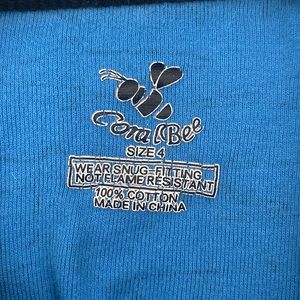 Cora&Bee
SIZE 4
WEAR SNUG-FITTING
NOT FLAME RESISTANT
100% COTTON
MADE IN CHINA